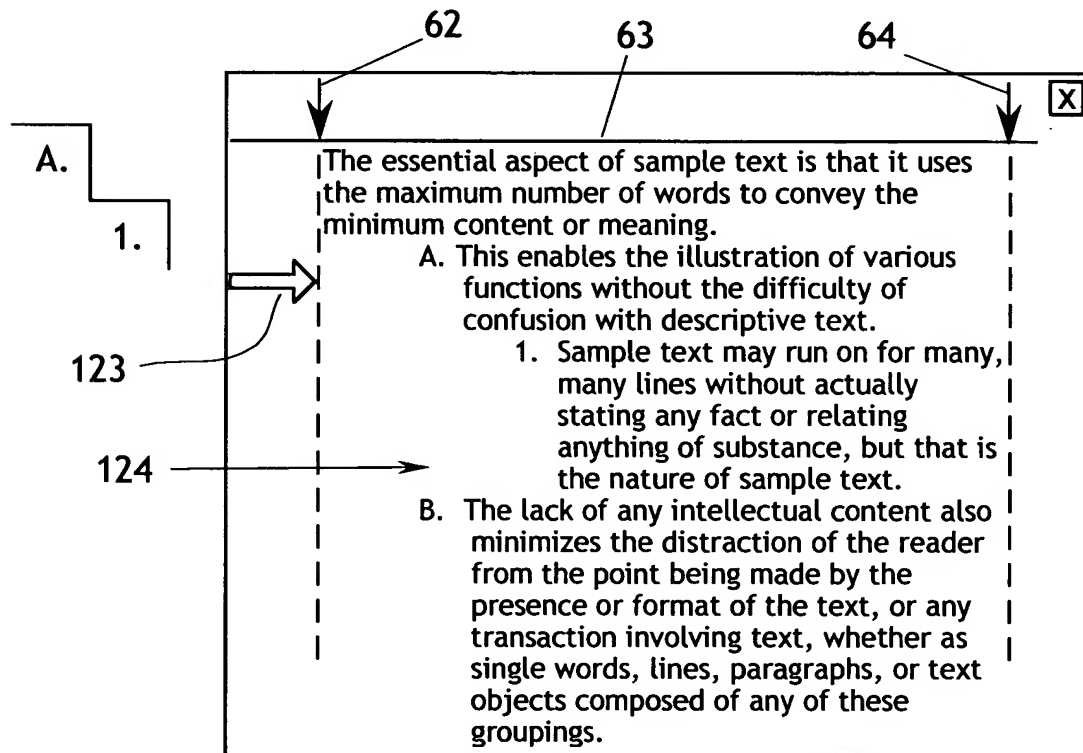 62
63
64
X
A.
1.
The essential aspect of sample text is that it uses
the maximum number of words to convey the
minimum content or meaning.
A. This enables the illustration of various
functions without the difficulty of
confusion with descriptive text.
123
1. Sample text may run on for many,
many lines without actually
stating any fact or relating
anything of substance, but that is
124
the nature of sample text.
B. The lack of any intellectual content also
minimizes the distraction of the reader
from the point being made by the
presence or format of the text, or any
transaction involving text, whether as
single words, lines, paragraphs, or text
objects composed of any of these
groupings.